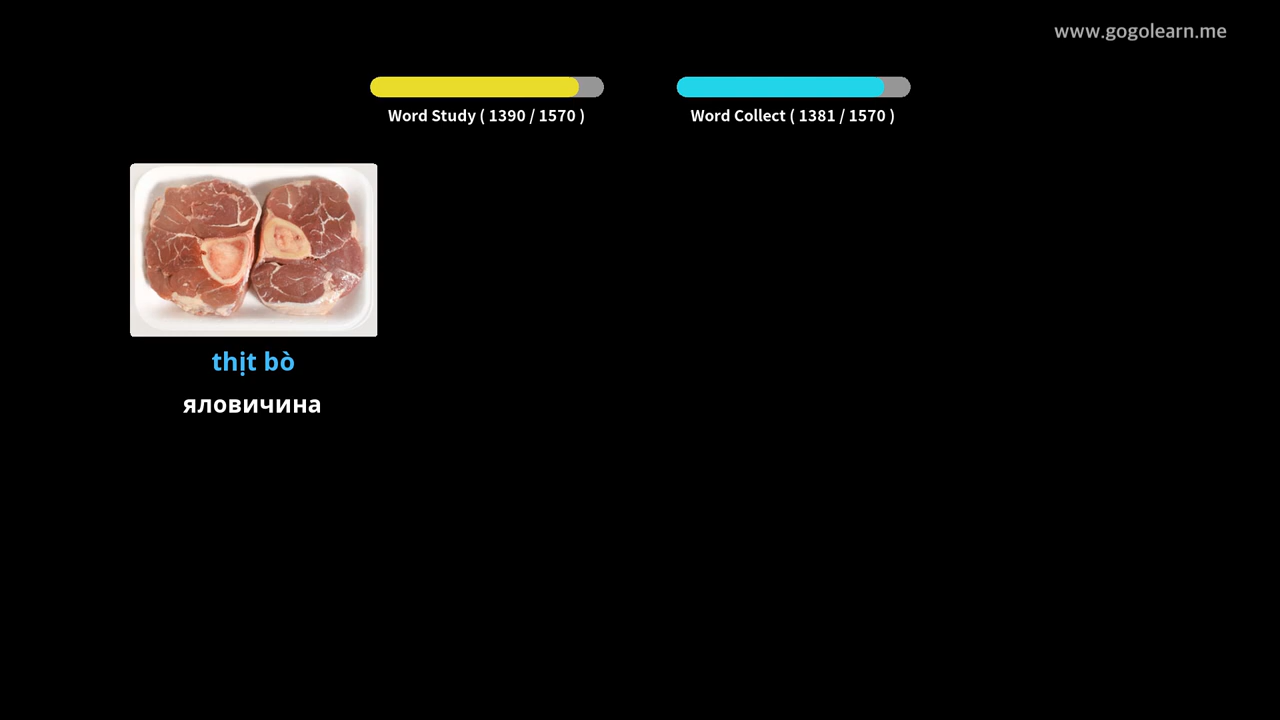 www.gogolearn.me
Word Study ( 1390 / 1570 )
Word Collect ( 1381 / 1570 )
thịt bò
яловичина